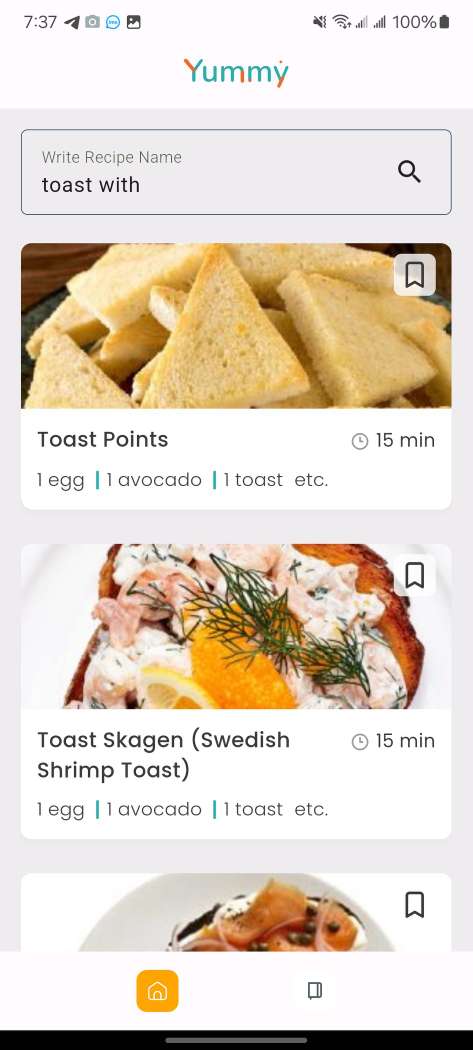 7:37
100%
Yummy
Write Recipe Name
toast with
Toast Points
15 min
1 egg 1 avocado 1 toast etc.
Toast Skagen (Swedish
Shrimp Toast)
15 min
1 egg 1 avocado 1 toast etc.